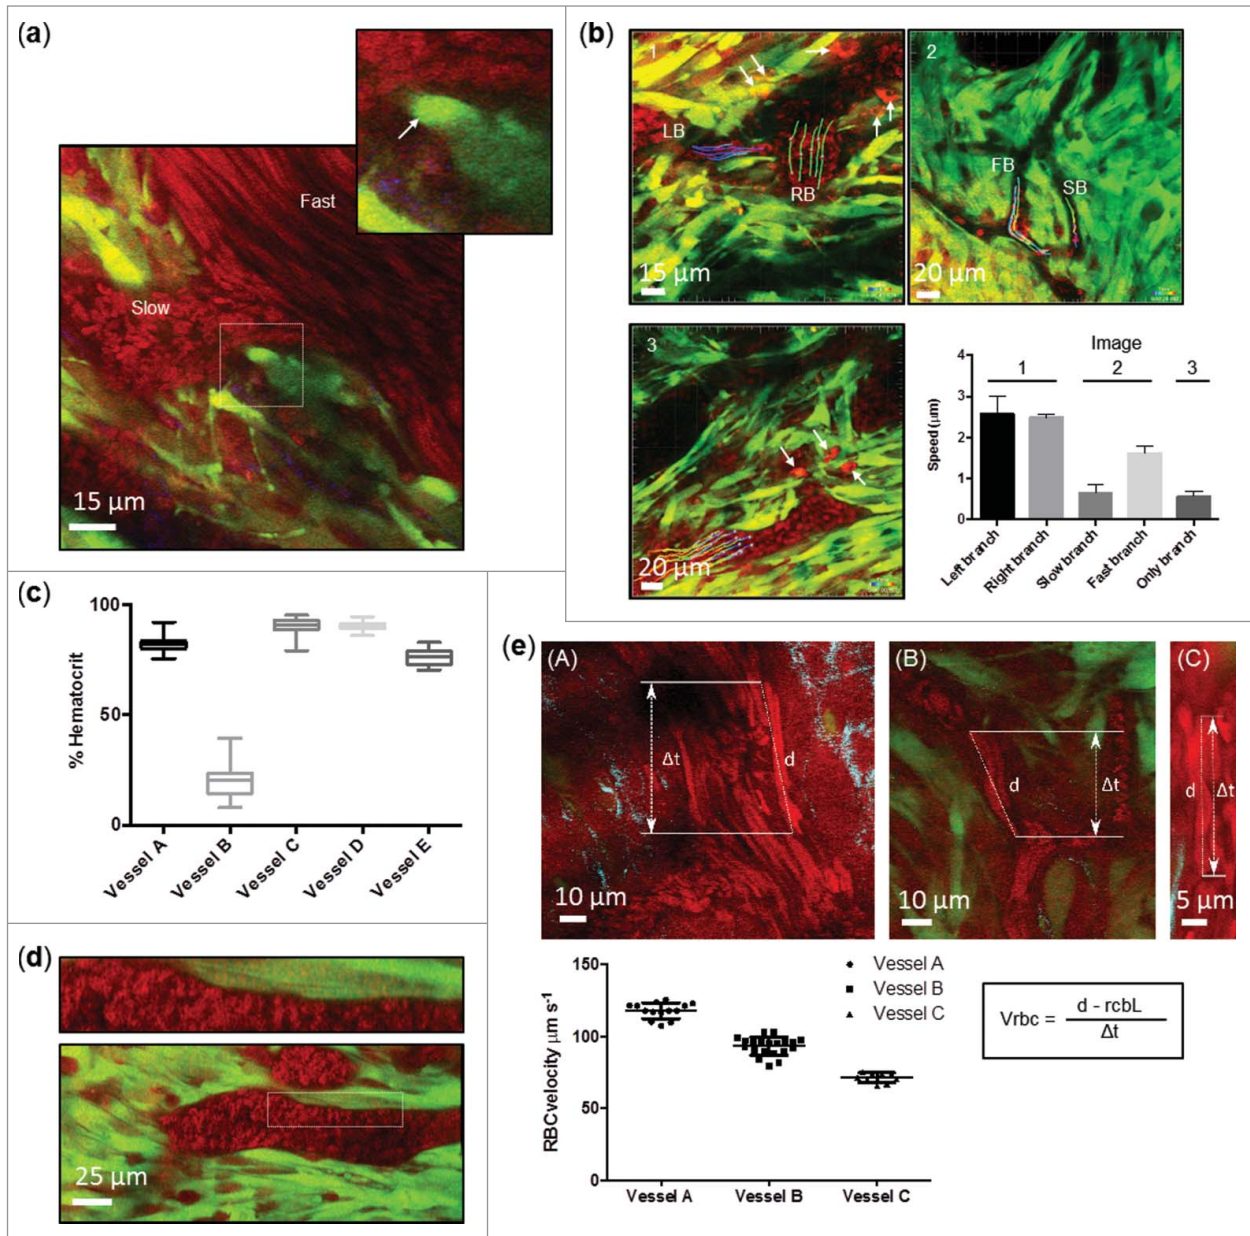 (a)
Fast
Slow
15 μm
(b)
1
LB
RB
15 μm
2
FB
SB
20 μm
3
20 μm
Image
1 2 3
Speed (μm)
4
3
2
1
0
Left branch
Right branch
Slow branch
Fast branch
Only branch
(c)
% Hematocrit
100
50
0
Vessel A
Vessel B
Vessel C
Vessel D
Vessel E
(d)
25 μm
(e)
(A)
Δt
d
10 μm
(B)
d
Δt
10 μm
(C)
d
Δt
5 μm
RBCvelocity μm s-1
150
100
50
0
Vessel A
Vessel B
Vessel C
Vessel A Vessel B Vessel C
Vrbc = d - rcbL
Δt